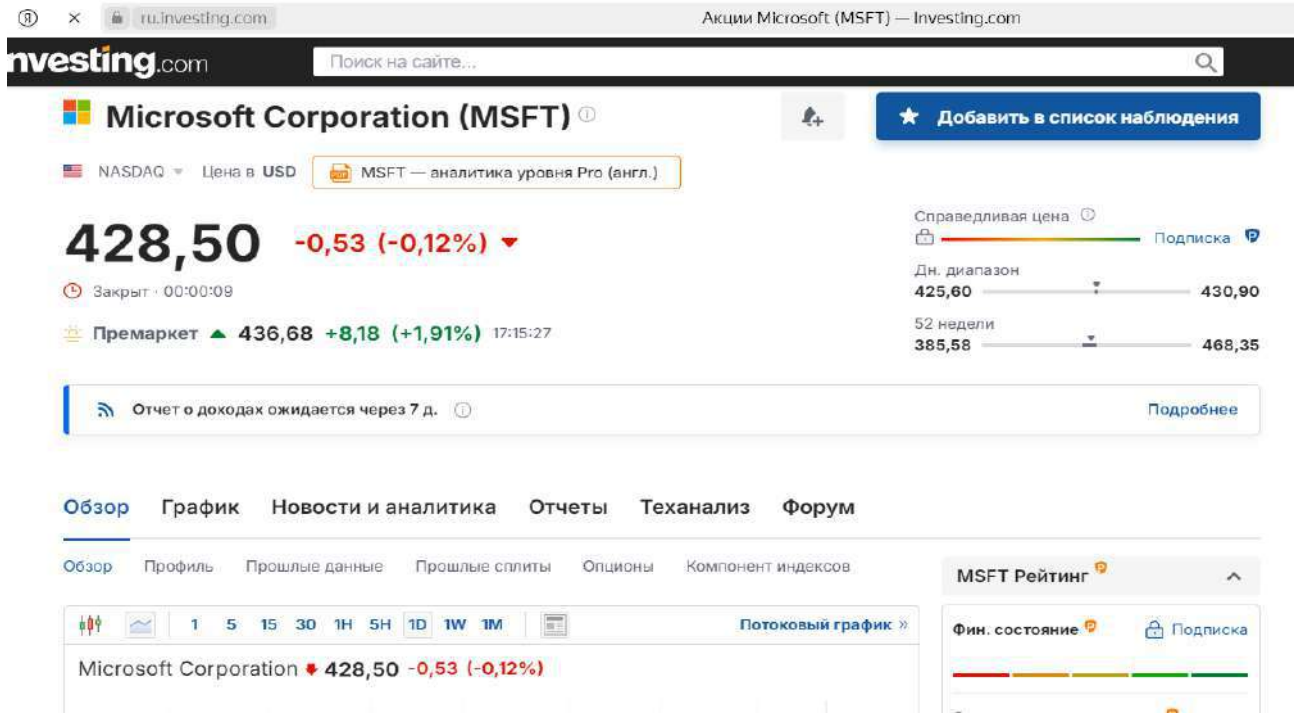 Я ru.investing.com Акции Microsoft (MSFT) — Investing.com
nvesting.com Поиск на сайте...
Microsoft Corporation (MSFT) Добавить в список наблюдения
NASDAQ Цена в USD MSFT — аналитика уровня Pro (англ.)
428,50 -0,53 (-0,12%)
Закрыт · 00:00:09
Премаркет 436,68 +8,18 (+1,91%) 17:15:27
Справедливая цена
Подписка
Дн. диапазон
425,60 430,90
52 недели
385,58 468,35
Отчет о доходах ожидается через 7 д. Подробнее
Обзор График Новости и аналитика Отчеты Теханализ Форум
Обзор Профиль Прошлые данные Прошлые сплиты Опционы Компонент индексов
1 5 15 30 1H 5H 1D 1W 1M Потоковый график »
Microsoft Corporation 428,50 -0,53 (-0,12%)
MSFT Рейтинг
Фин. состояние Подписка